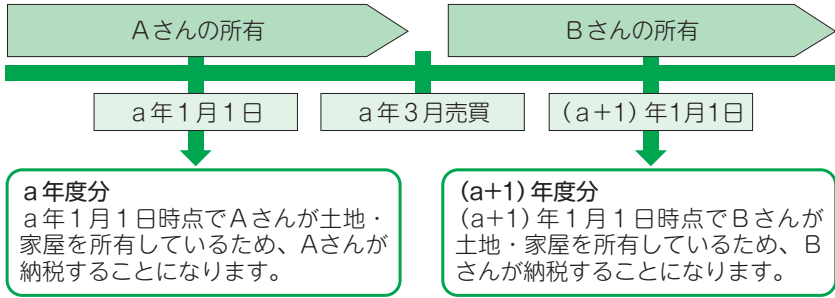 Aさんの所有
Bさんの所有
a年1月1日
a年3月売買
(a+1)年1月1日
a年度分
a年1月1日時点でAさんが土地・
家屋を所有しているため、Aさんが
納税することになります。
(a+1)年度分
(a+1)年1月1日時点でBさんが
土地・家屋を所有しているため、B
さんが納税することになります。